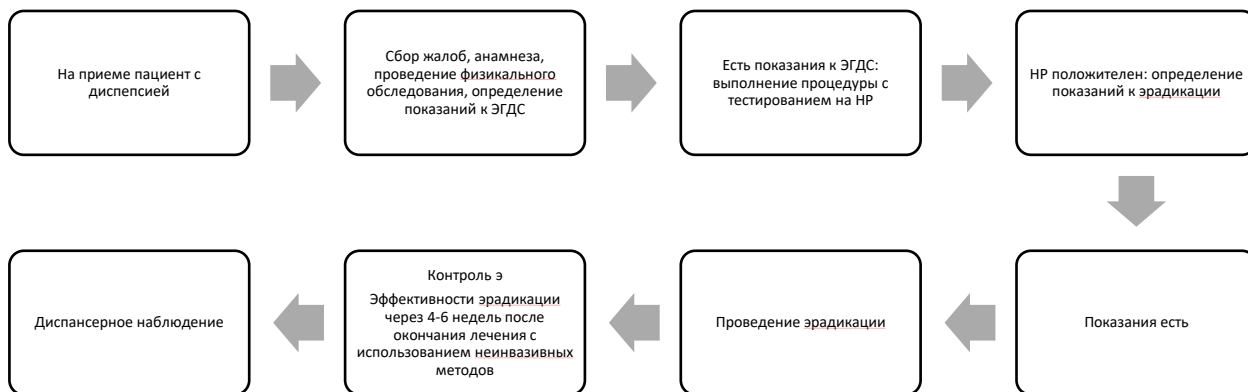 На приеме пациент с
диспепсией
Сбор жалоб, анамнеза,
проведение физикального
обследования, определение
показаний к ЭГДС
Есть показания к ЭГДС:
выполнение процедуры с
тестированием на НР
НР положителен: определение
показаний к эрадикации
Показания есть
Проведение эрадикации
Контроль э
Эффективности эрадикации
через 4-6 недель после
окончания лечения с
использованием неинвазивных
методов
Диспансерное наблюдение